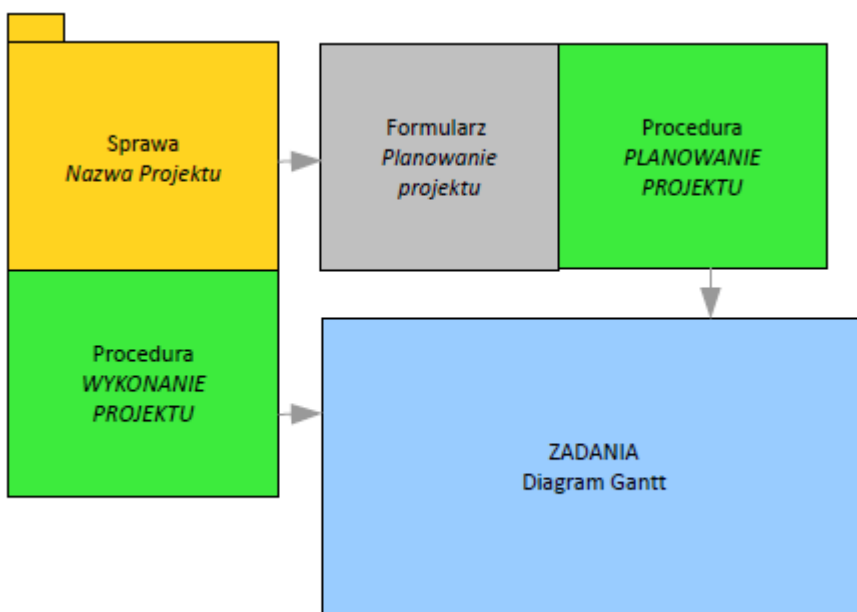 Sprawa
Nazwa Projektu
Formularz
Planowanie
projektu
Procedura
PLANOWANIE
PROJEKTU
Procedura
WYKONANIE
PROJEKTU
ZADANIA
Diagram Gantt